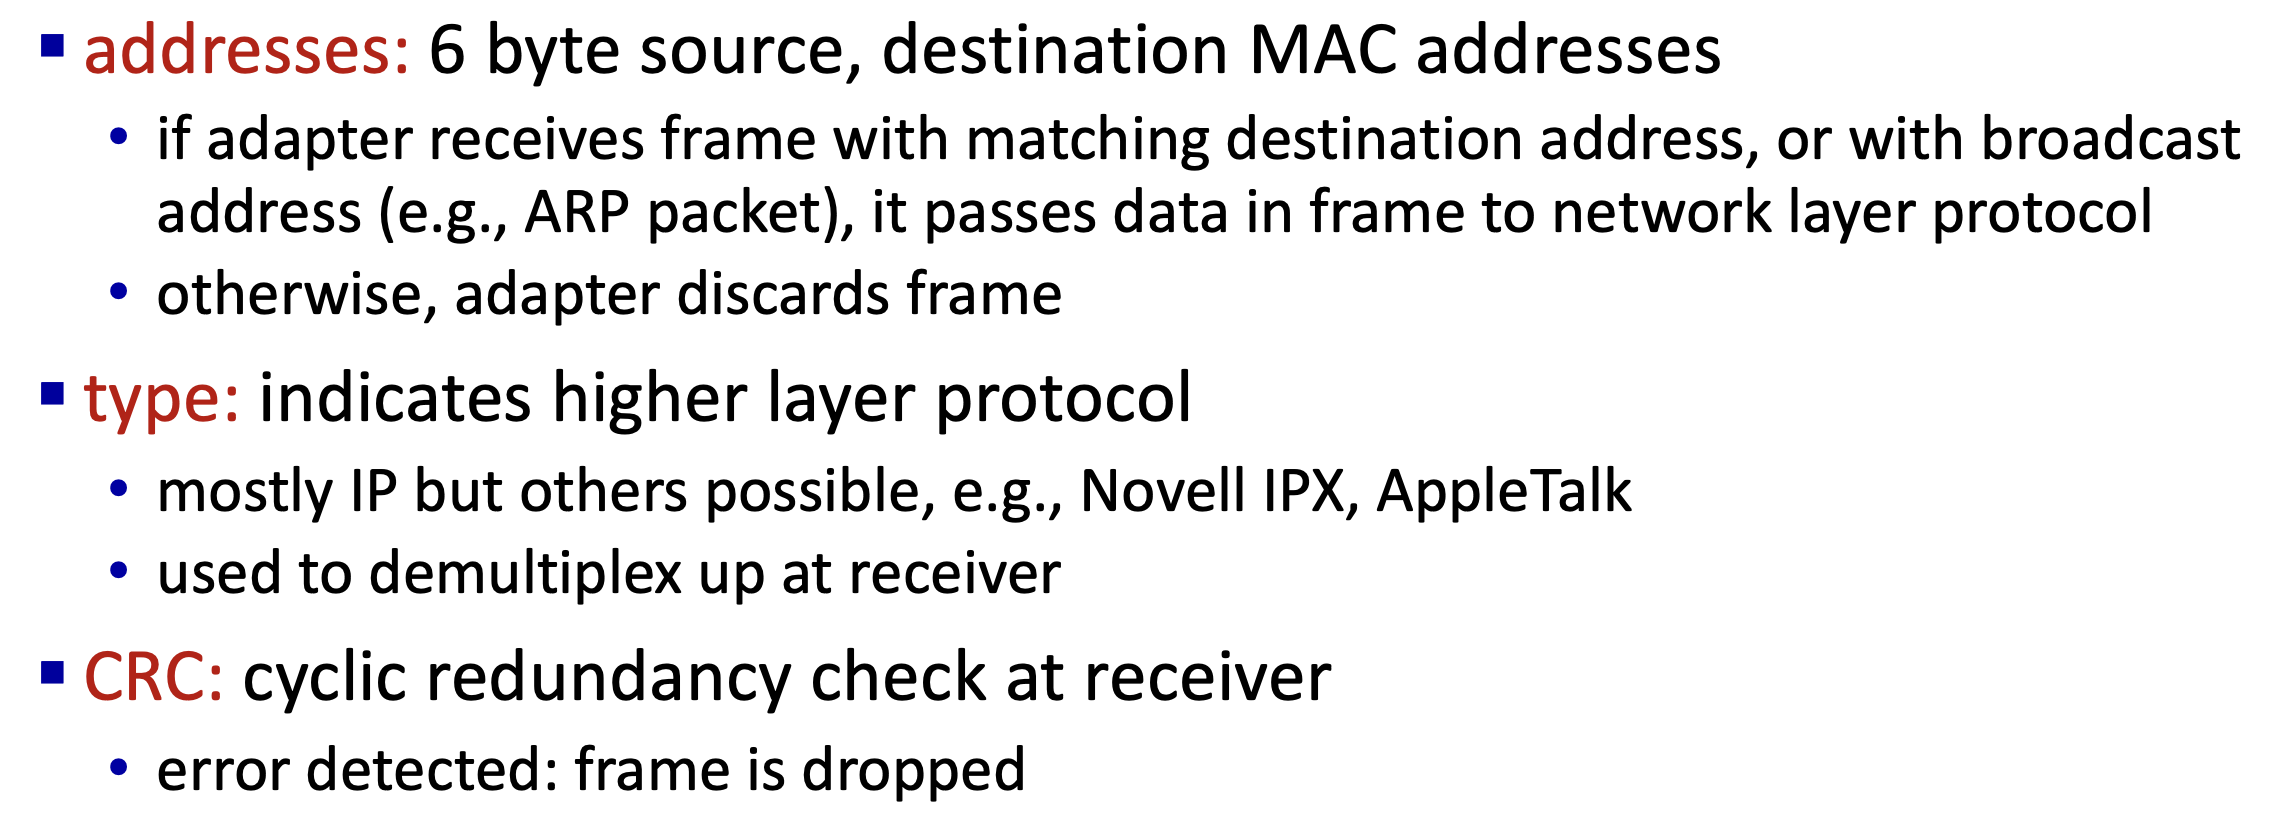 ▪ addresses: 6 byte source, destination MAC addresses
• if adapter receives frame with matching destination address, or with broadcast
address (e.g., ARP packet), it passes data in frame to network layer protocol
• otherwise, adapter discards frame
▪ type: indicates higher layer protocol
• mostly IP but others possible, e.g., Novell IPX, AppleTalk
• used to demultiplex up at receiver
▪ CRC: cyclic redundancy check at receiver
• error detected: frame is dropped